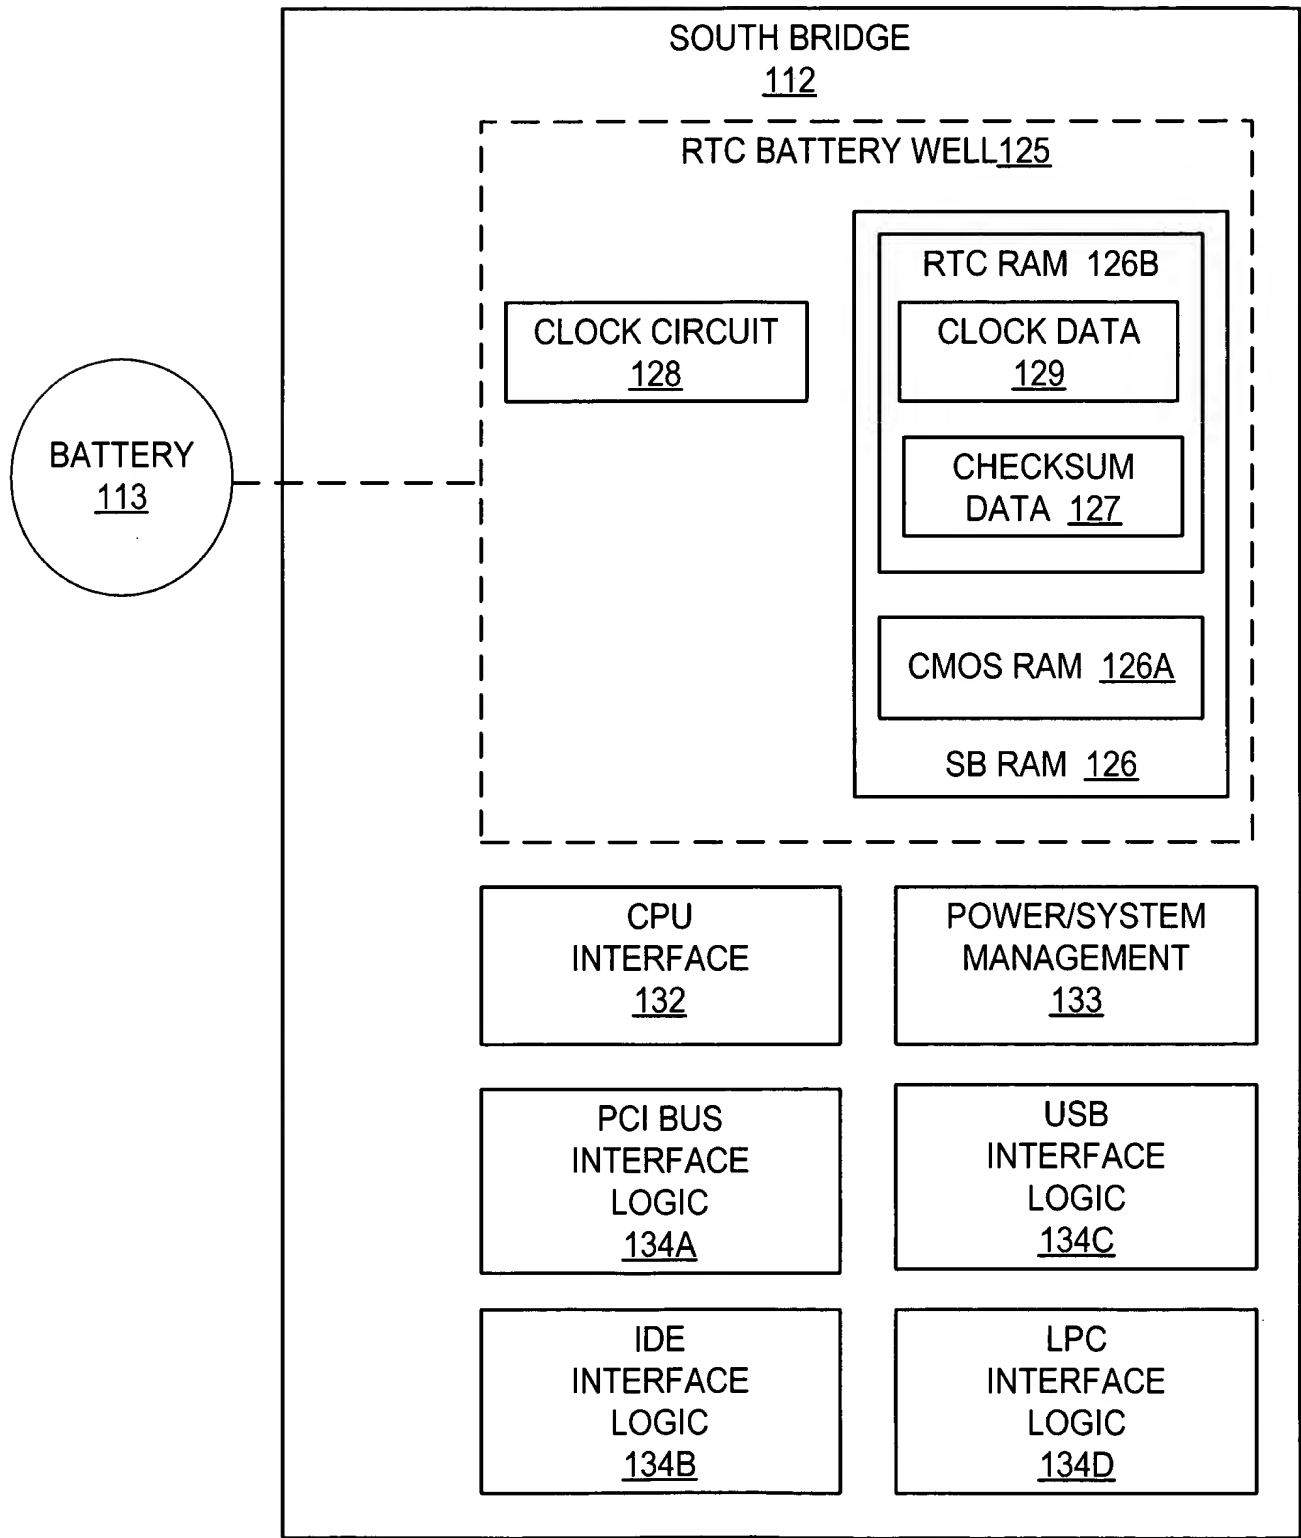 SOUTH BRIDGE
112
RTC BATTERY WELL125
RTC RAM 126B
CLOCK CIRCUIT
128
CLOCK DATA
129
BATTERY
113
CHECKSUM
DATA 127
CMOS RAM 126A
SB RAM 126
CPU
INTERFACE
132
POWER/SYSTEM
MANAGEMENT
133
PCI BUS
INTERFACE
LOGIC
134A
USB
INTERFACE
LOGIC
134C
IDE
INTERFACE
LOGIC
134B
LPC
INTERFACE
LOGIC
134D